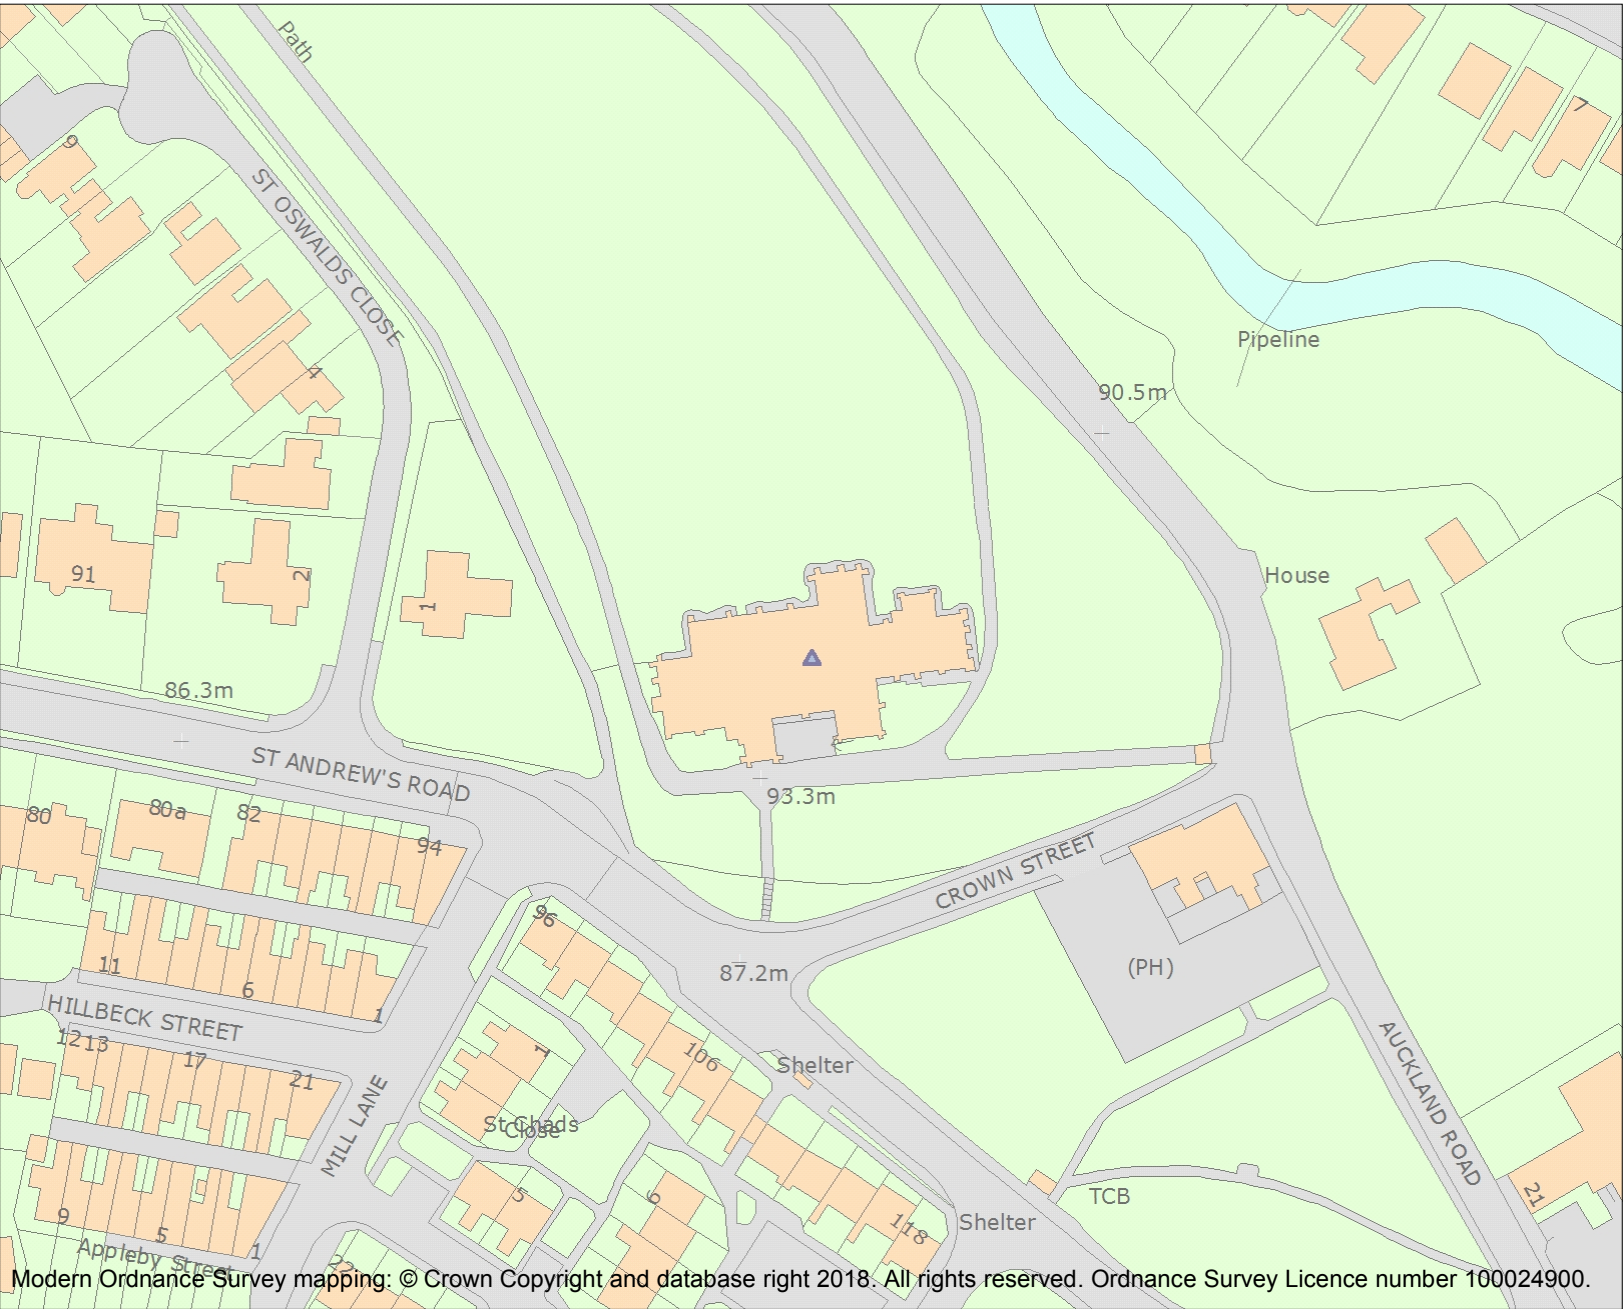 Path
7
9
ST OSWALDS CLOSE
Pipeline
4
90.5m
91
2
1
House
86.3m
ST ANDREW'S ROAD
93.3m
80
80a
82
94
CROWN STREET
96
11
6
1
87.2m
(PH)
HILLBECK STREET
12
13
17
21
1
106
Shelter
AUCKLAND ROAD
MILL LANE
St Chads
Close
9
5
1
5
6
118
Shelter
TCB
21
Appleby Street
22
Modern Ordnance Survey mapping: © Crown Copyright and database right 2018. All rights reserved. Ordnance Survey Licence number 100024900.